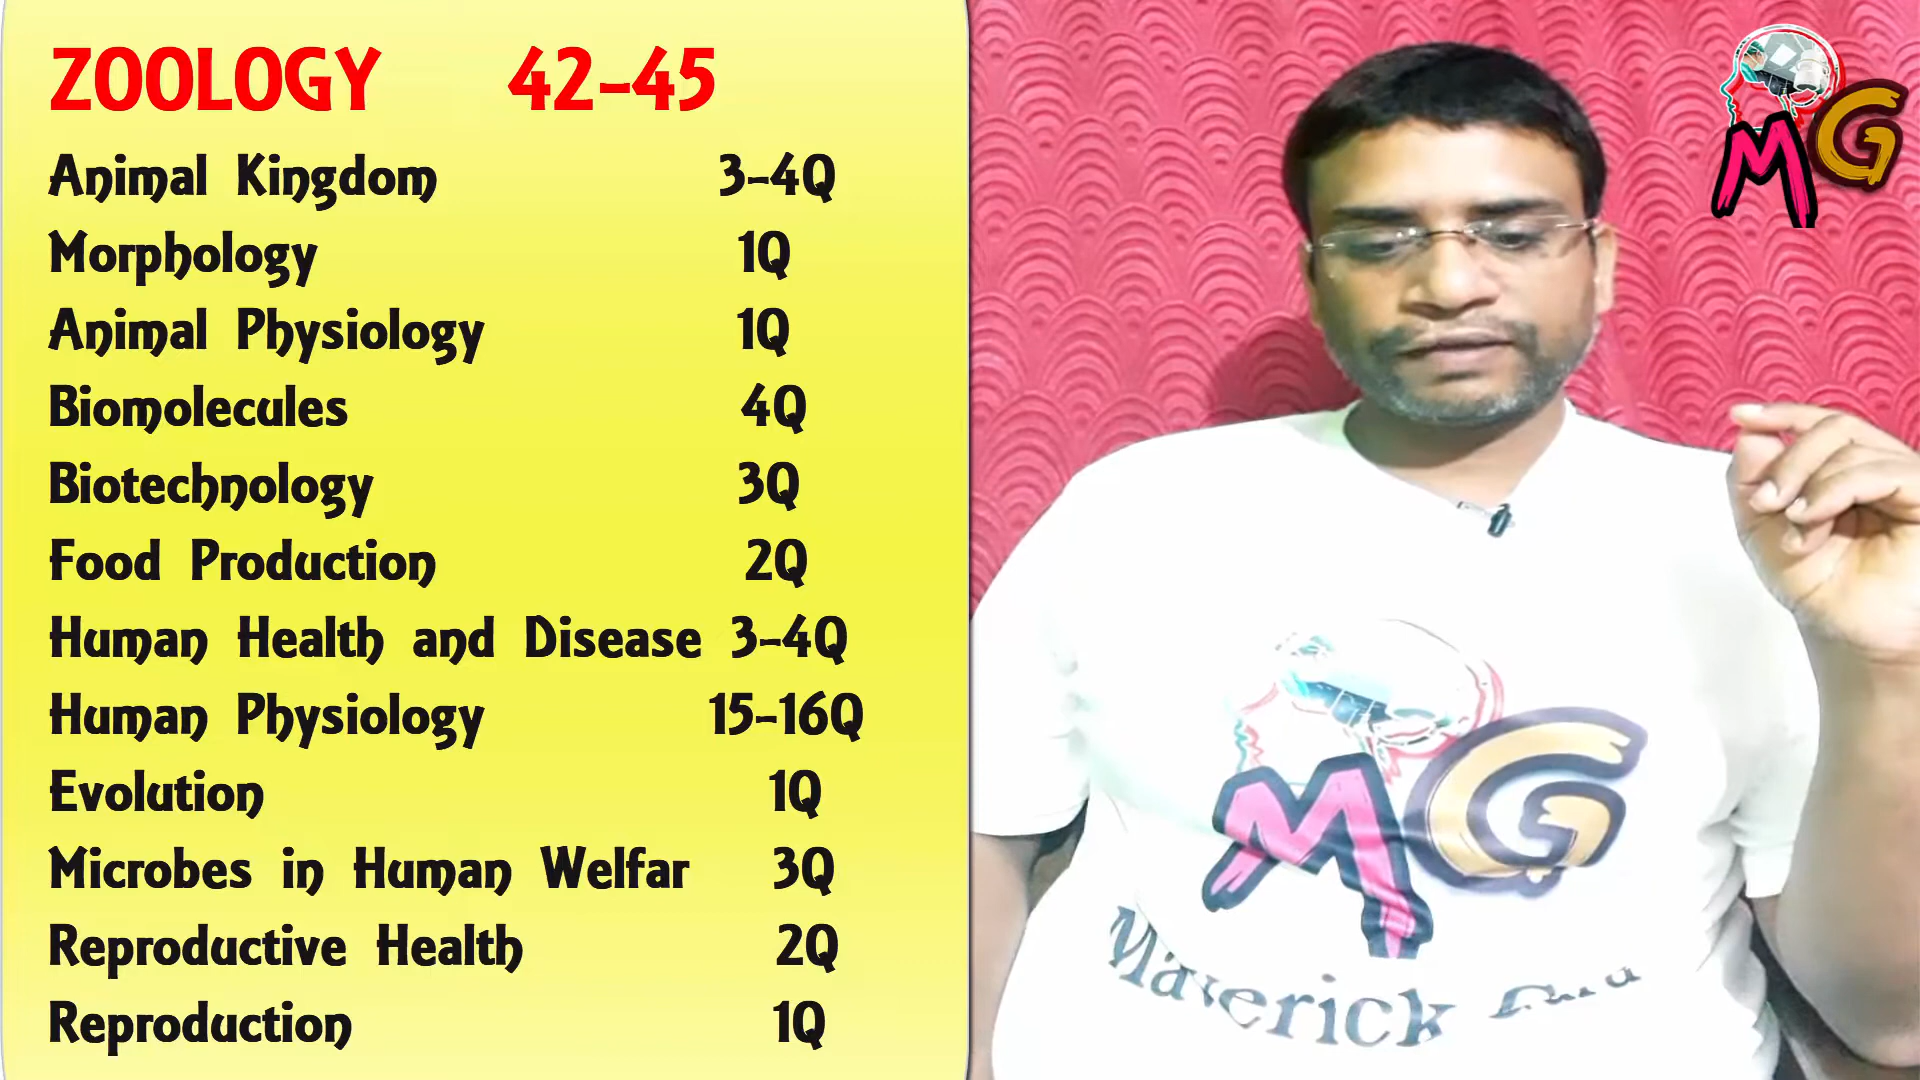 ZOOLOGY 42-45
Animal Kingdom 3-4Q
Morphology 1Q
Animal Physiology 1Q
Biomolecules 4Q
Biotechnology 3Q
Food Production 2Q
Human Health and Disease 3-4Q
Human Physiology 15-16Q
Evolution 1Q
Microbes in Human Welfar 3Q
Reproductive Health 2Q
Reproduction 1Q
MG
MG
Maverick